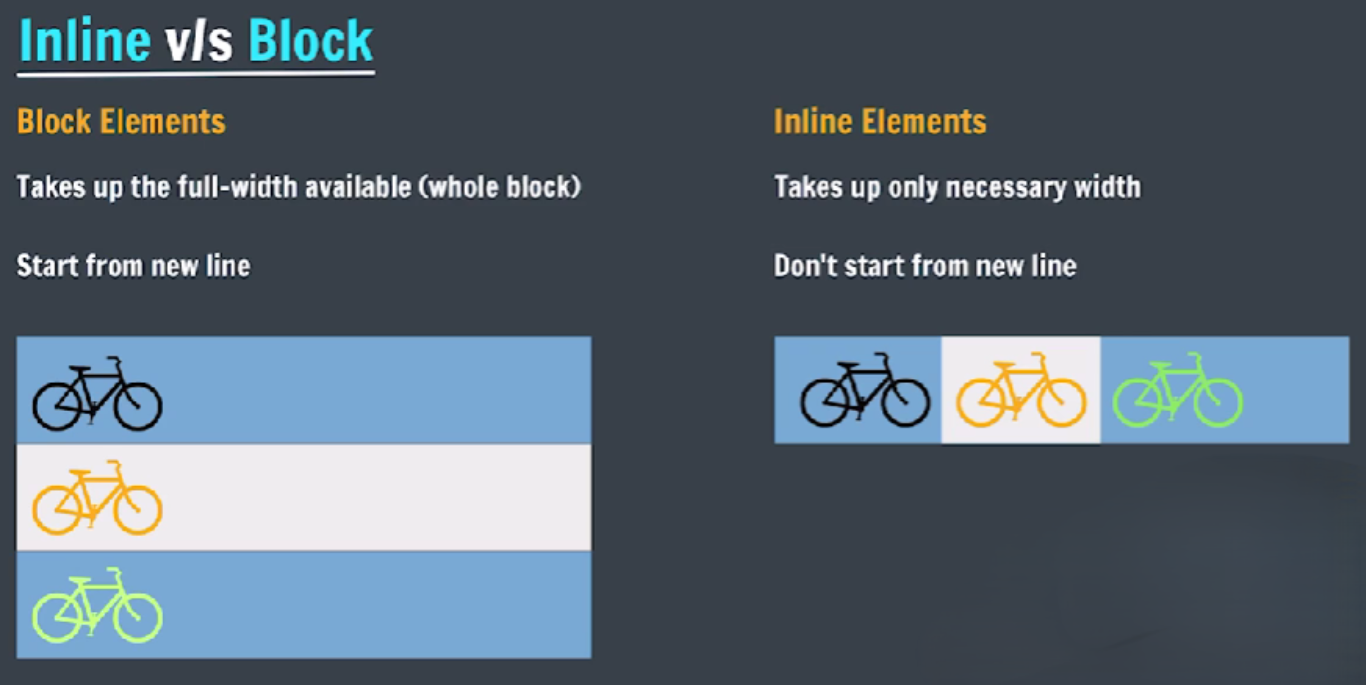 Inline v/s Block
Block Elements
Takes up the full-width available (whole block)
Start from new line
Inline Elements
Takes up only necessary width
Don't start from new line